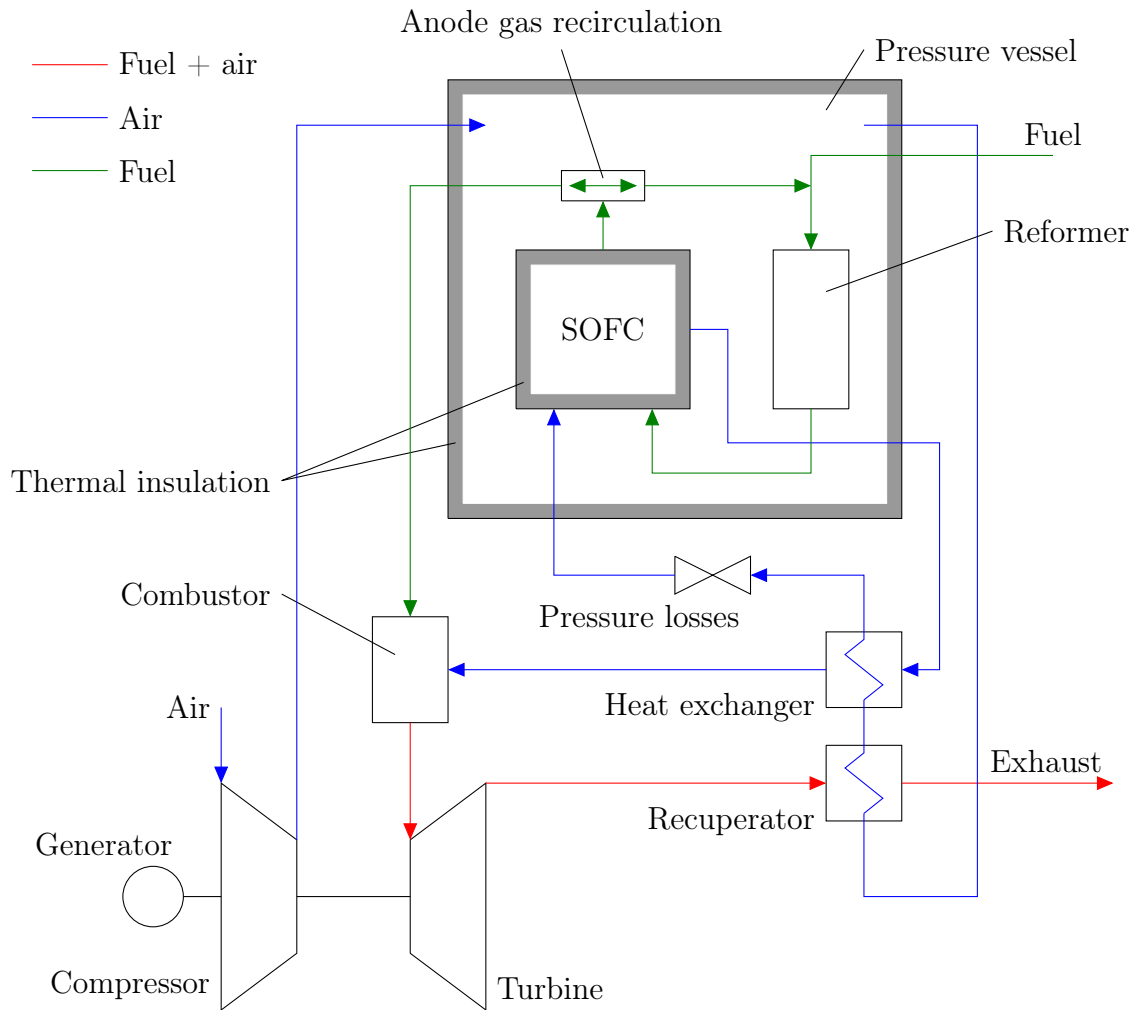 Anode gas recirculation
Pressure vessel
Fuel + air
Air
Fuel
Fuel
Reformer
SOFC
Thermal insulation
Combustor
Pressure losses
Air
Heat exchanger
Exhaust
Recuperator
Generator
Compressor
Turbine